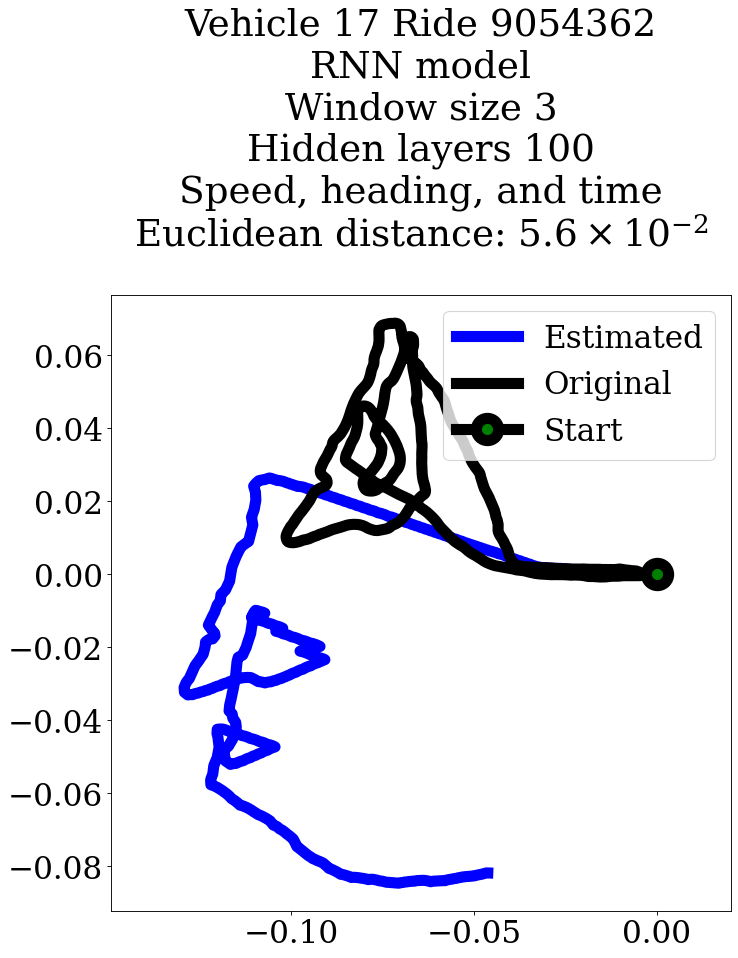 Vehicle 17 Ride 9054362
RNN model
Window size 3
Hidden layers 100
Speed, heading, and time
Euclidean distance: 5.6 × 10⁻²
Estimated
Original
Start
0.06
0.04
0.02
0.00
−0.02
−0.04
−0.06
−0.08
−0.10 −0.05 0.00